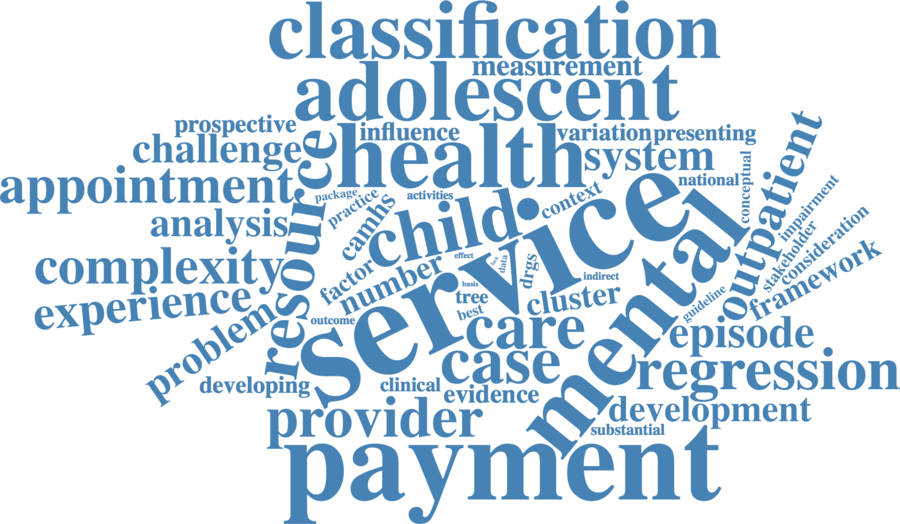 classification
measurement
adolescent
prospective
influence
variation
presenting
challenge
health
system
resource
appointment
package
practice
activities
national
conceptual
outpatient
impairment
analysis
camhs
child
context
service
stakeholder
consideration
complexity
factor
number
effect
data
drgs
indirect
mental
guideline
framework
experience
basis
tree
best
cluster
outcome
problem
care
case
episode
regression
developing
clinical
evidence
provider
development
substantial
payment